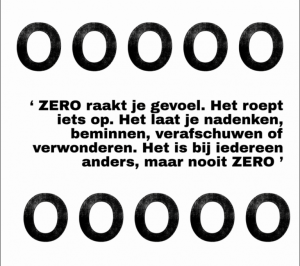 OOOOO
‘ ZERO raakt je gevoel. Het roept
iets op. Het laat je nadenken,
beminnen, verafschuwen of
verwonderen. Het is bij iedereen
anders, maar nooit ZERO ’
OOOOO